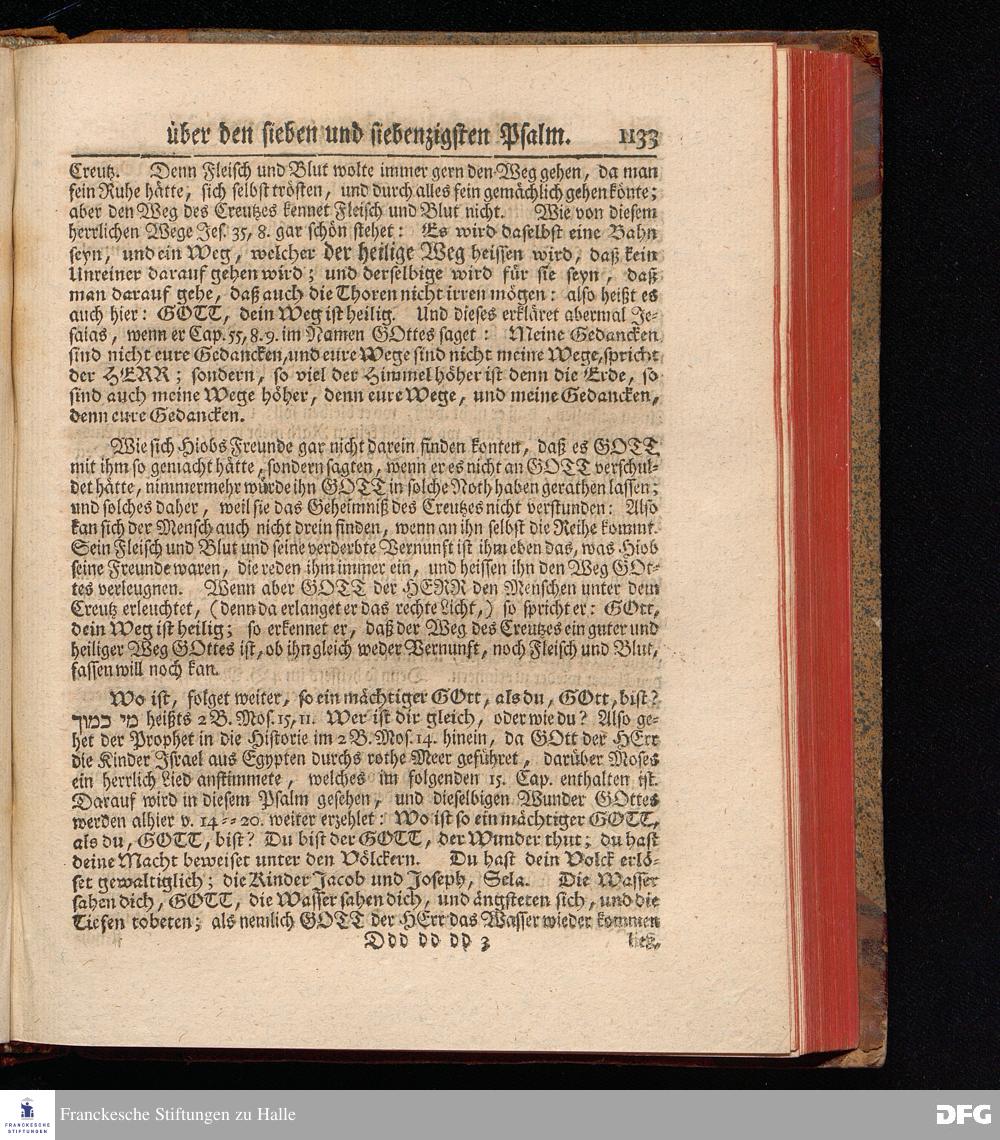 über den sieben und siebenzigsten Psalm. 1133
Creutz. Denn Fleisch und Blut wolte immer gern den Weg gehen, da man
fein Ruhe hätte, sich selbst trösten, und durch alles fein gemächlich gehen könte;
aber den Weg des Creutzes kennet Fleisch und Blut nicht. Wie von diesem
herrlichen Wege Jes. 35, 8. gar schön stehet: Es wird daselbst eine Bahn
seyn, und ein Weg, welcher der heilige Weg heissen wird, daß kein
Unreiner darauf gehen wird; und derselbige wird für sie seyn, daß
man darauf gehe, daß auch die Thoren nicht irren mögen: also heißt es
auch hier: GOTT, dein Weg ist heilig. Und dieses erkläret abermal Je-
saias, wenn er Cap. 55, 8. 9. im Namen GOttes saget: Meine Gedancken
sind nicht eure Gedancken, und eure Wege sind nicht meine Wege, spricht
der HERR; sondern, so viel der Himmel höher ist denn die Erde, so
sind auch meine Wege höher, denn eure Wege, und meine Gedancken,
denn eure Gedancken.
Wie sich Hiobs Freunde gar nicht darein finden konten, daß es GOTT
mit ihm so gemacht hätte, sondern sagten, wenn er es nicht an GOTT verschul-
det hätte, nimmermehr würde ihn GOTT in solche Noth haben gerathen lassen;
und solches daher, weil sie das Geheimniß des Creutzes nicht verstunden: Also
kan sich der Mensch auch nicht drein finden, wenn an ihn selbst die Reihe kommt.
Sein Fleisch und Blut und seine verderbte Vernunft ist ihm eben das, was Hiob
seine Freunde waren, die reden ihm immer ein, und heissen ihn den Weg GOt-
tes verleugnen. Wenn aber GOTT der HERR den Menschen unter dem
Creutz erleuchtet, (denn da erlanget er das rechte Licht,) so spricht er: GOtt,
dein Weg ist heilig; so erkennet er, daß der Weg des Creutzes ein guter und
heiliger Weg GOttes ist, ob ihn gleich weder Vernunft, noch Fleisch und Blut,
fassen will noch kan.
Wo ist, folget weiter, so ein mächtiger GOtt, als du, GOtt, bist?
מי כמוך heißts 2 B. Mos. 15, 11. Wer ist dir gleich, oder wie du? Also ge-
het der Prophet in die Historie im 2 B. Mos. 14. hinein, da GOtt der HErr
die Kinder Israel aus Egypten durchs rothe Meer geführet, darüber Moses
ein herrlich Lied anstimmete, welches im folgenden 15. Cap. enthalten ist.
Darauf wird in diesem Psalm gesehen, und dieselbigen Wunder GOttes
werden alhier v. 14 == 20. weiter erzehlet: Wo ist so ein mächtiger GOTT,
als du, GOTT, bist? Du bist der GOTT, der Wunder thut; du hast
deine Macht beweiset unter den Völckern. Du hast dein Volck erlö-
set gewaltiglich; die Kinder Jacob und Joseph, Sela. Die Wasser
sahen dich, GOTT, die Wasser sahen dich, und ängsteten sich, und die
Tiefen tobeten; als nemlich GOTT der HErr das Wasser wieder kommen
Ddd dd dd 3 ließ,
Franckesche Stiftungen zu Halle
FRANCKESCHE
STIFTUNGEN
DFG